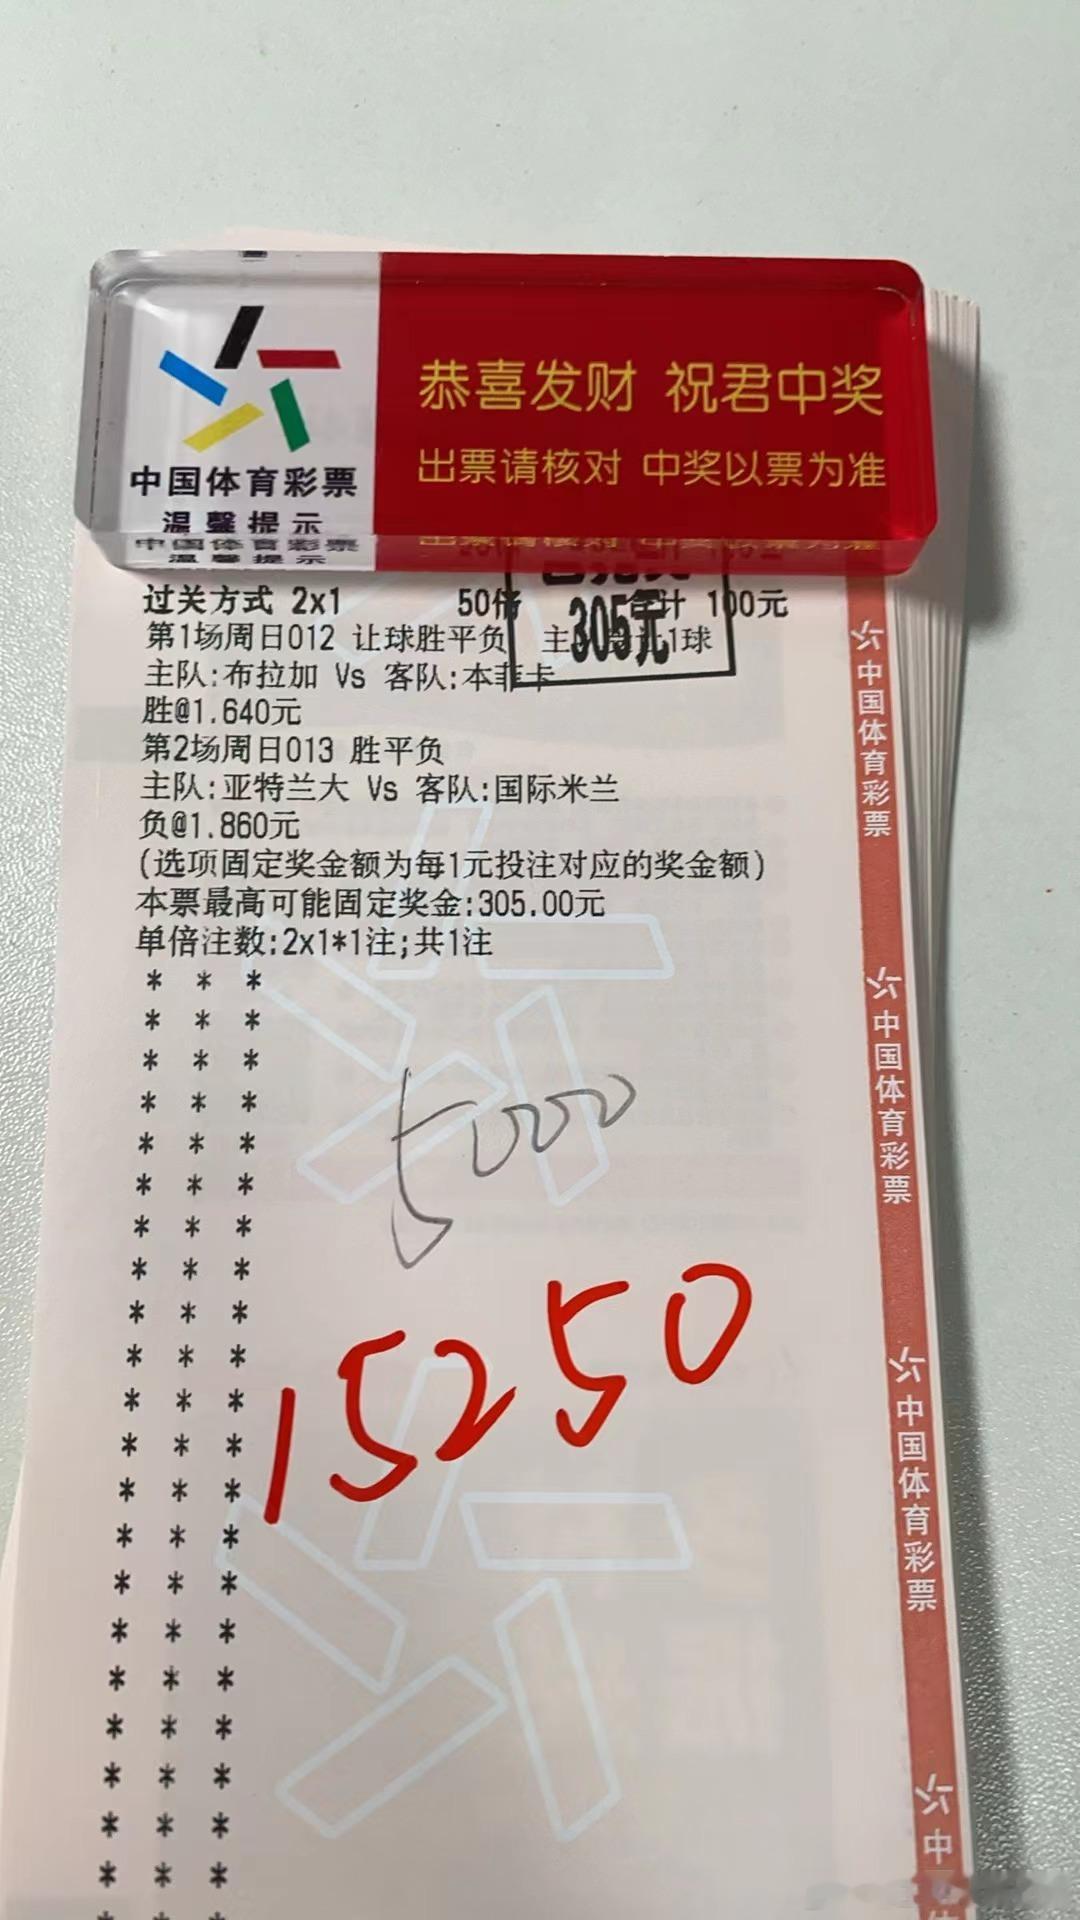 恭喜发财 祝君中奖
出票请核对 中奖以票为准
中国体育彩票
温馨提示
过关方式 2x1 50倍 合计 100元
305元
第1场周日012 让球胜平负 主队 1球
主队:布拉加 Vs 客队:本菲卡
胜@1.640元
第2场周日013 胜平负
主队:亚特兰大 Vs 客队:国际米兰
负@1.860元
(选项固定奖金额为每1元投注对应的奖金额)
本票最高可能固定奖金:305.00元
单倍注数:2x1*1注;共1注
5000
15250
中国体育彩票
中国体育彩票
中国体育彩票
中